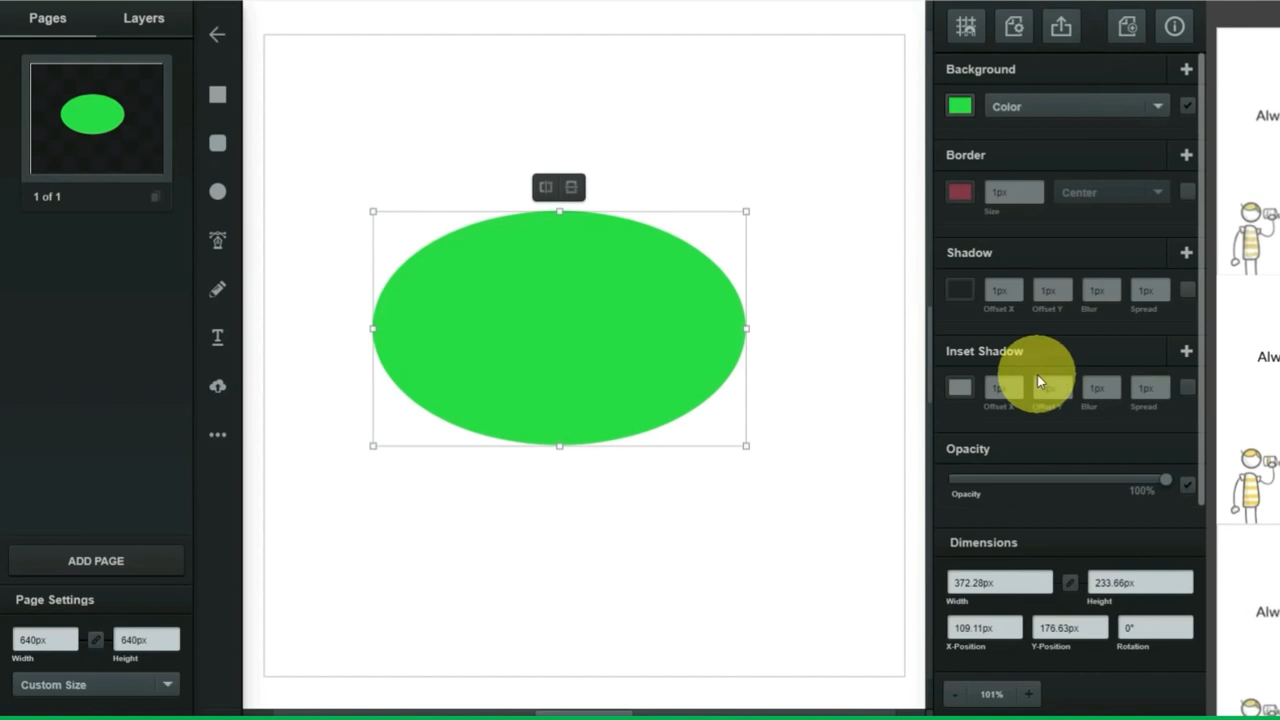 Pages Layers
1 of 1
ADD PAGE
Page Settings
640px 640px
Width Height
Custom Size
Background
Color
Border
1px Center
Size
Shadow
1px 1px 1px 1px
Offset X Offset Y Blur Spread
Inset Shadow
1px 1px 1px
Offset X Offset Y Blur Spread
Opacity
Opacity 100%
Dimensions
372.28px 233.66px
Width Height
109.11px 176.63px 0°
X-Position Y-Position Rotation
- 101% +
Alw
Alw
Alw